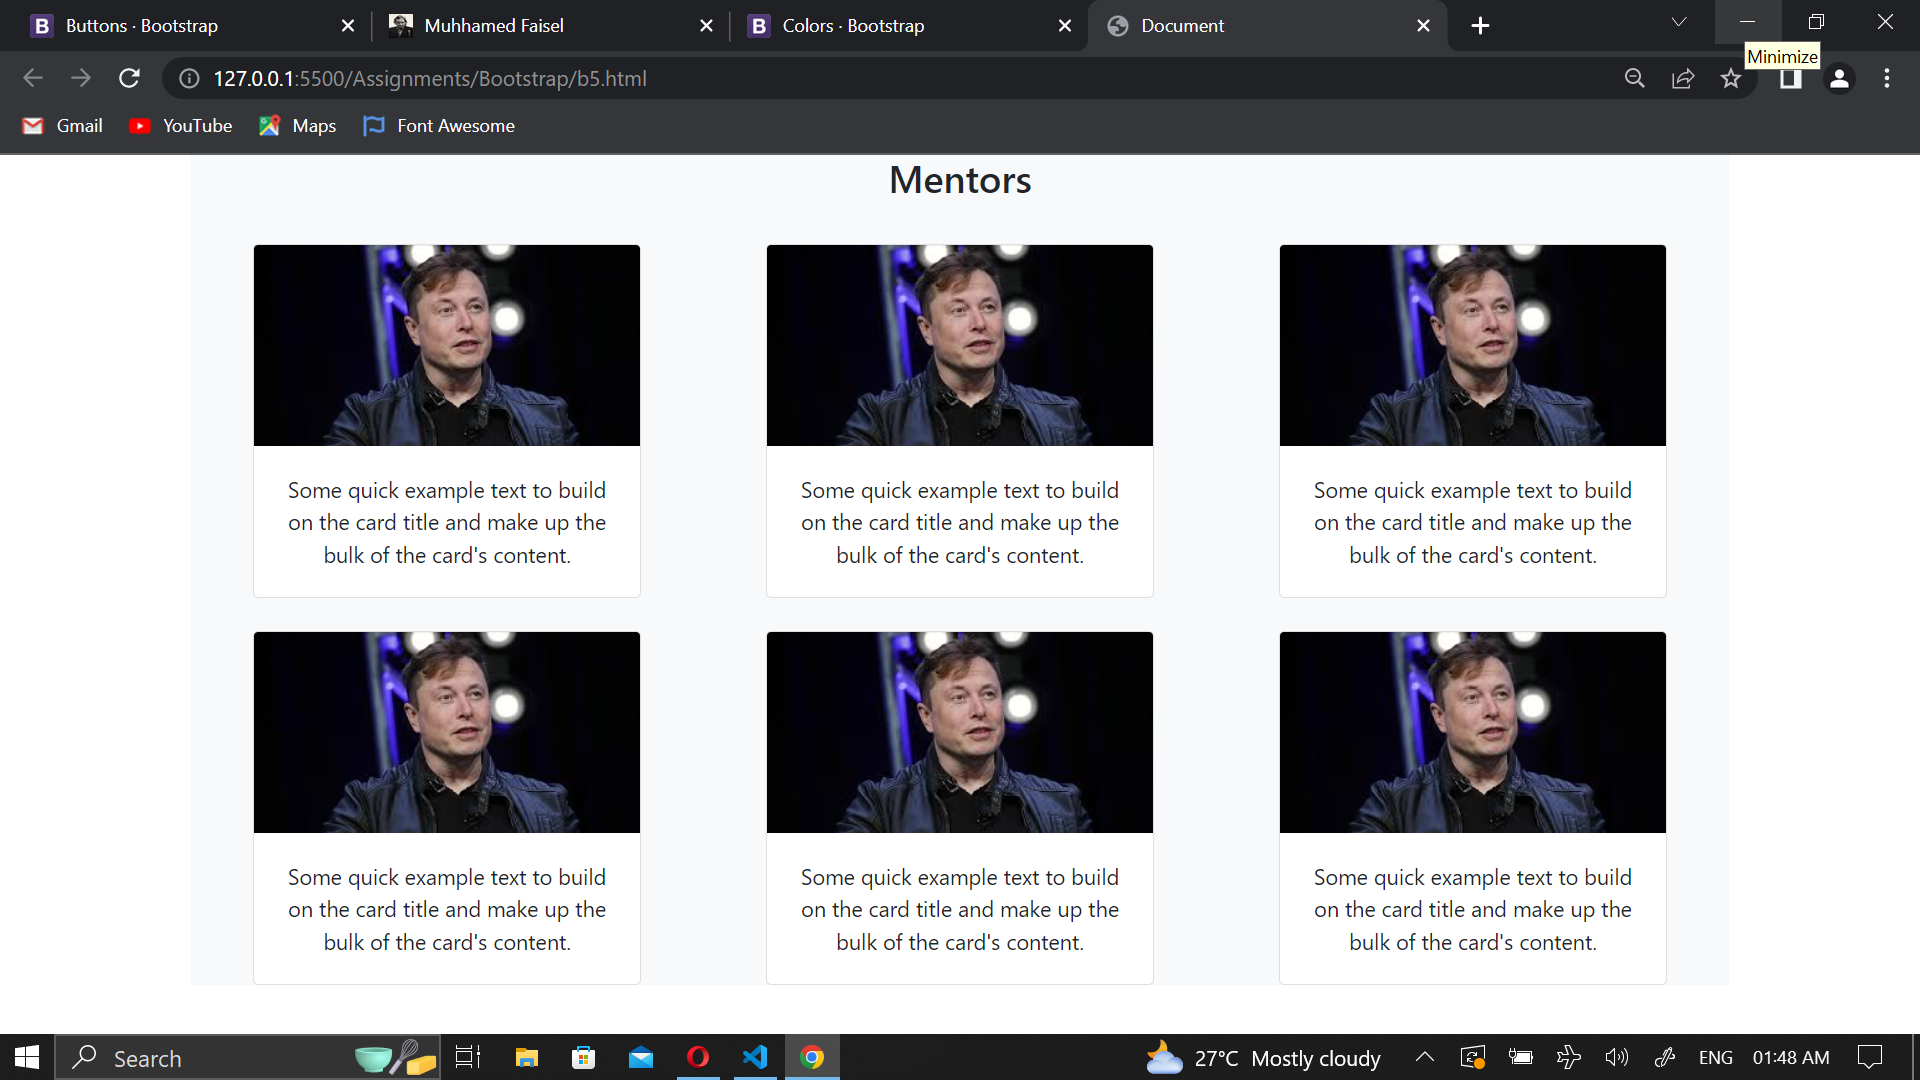 Buttons · Bootstrap
Muhhamed Faisel
Colors · Bootstrap
Document
Minimize
127.0.0.1:5500/Assignments/Bootstrap/b5.html
Gmail
YouTube
Maps
Font Awesome
Mentors
Some quick example text to build
on the card title and make up the
bulk of the card's content.
Some quick example text to build
on the card title and make up the
bulk of the card's content.
Some quick example text to build
on the card title and make up the
bulk of the card's content.
Some quick example text to build
on the card title and make up the
bulk of the card's content.
Some quick example text to build
on the card title and make up the
bulk of the card's content.
Some quick example text to build
on the card title and make up the
bulk of the card's content.
Search
27°C Mostly cloudy
ENG
01:48 AM